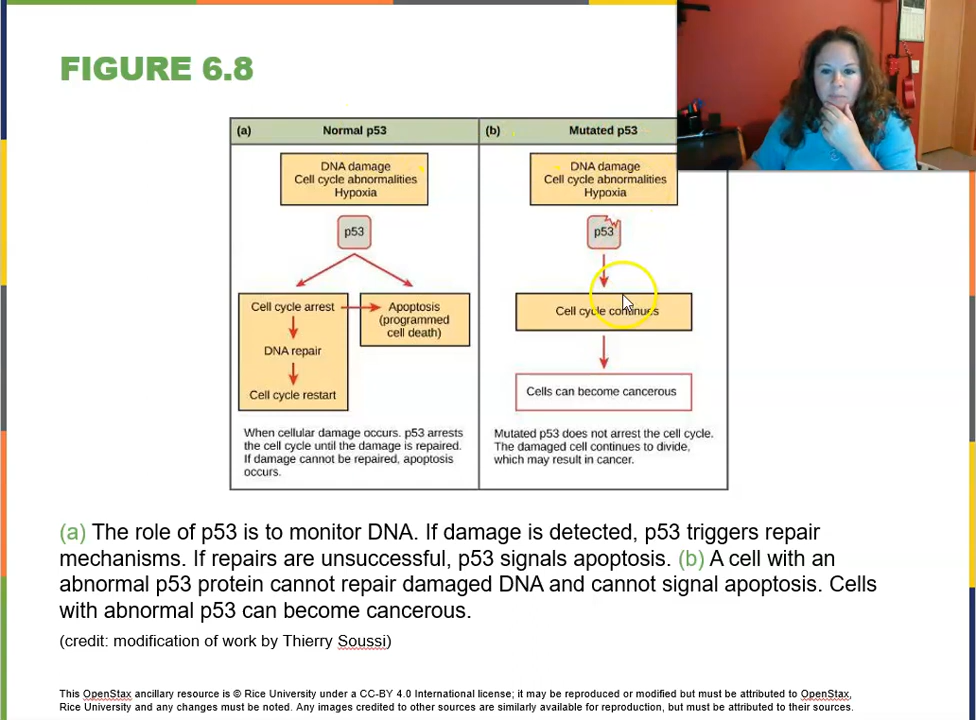 FIGURE 6.8
(a) Normal p53
DNA damage
Cell cycle abnormalities
Hypoxia
p53
Cell cycle arrest
DNA repair
Cell cycle restart
Apoptosis
(programmed
cell death)
When cellular damage occurs. p53 arrests
the cell cycle until the damage is repaired.
If damage cannot be repaired, apoptosis
occurs.
(b) Mutated p53
DNA damage
Cell cycle abnormalities
Hypoxia
p53
Cell cycle continues
Cells can become cancerous
Mutated p53 does not arrest the cell cycle.
The damaged cell continues to divide,
which may result in cancer.
(a) The role of p53 is to monitor DNA. If damage is detected, p53 triggers repair
mechanisms. If repairs are unsuccessful, p53 signals apoptosis. (b) A cell with an
abnormal p53 protein cannot repair damaged DNA and cannot signal apoptosis. Cells
with abnormal p53 can become cancerous.
(credit: modification of work by Thierry Soussi)
This OpenStax ancillary resource is © Rice University under a CC-BY 4.0 International license; it may be reproduced or modified but must be attributed to OpenStax,
Rice University and any changes must be noted. Any images credited to other sources are similarly available for reproduction, but must be attributed to their sources.